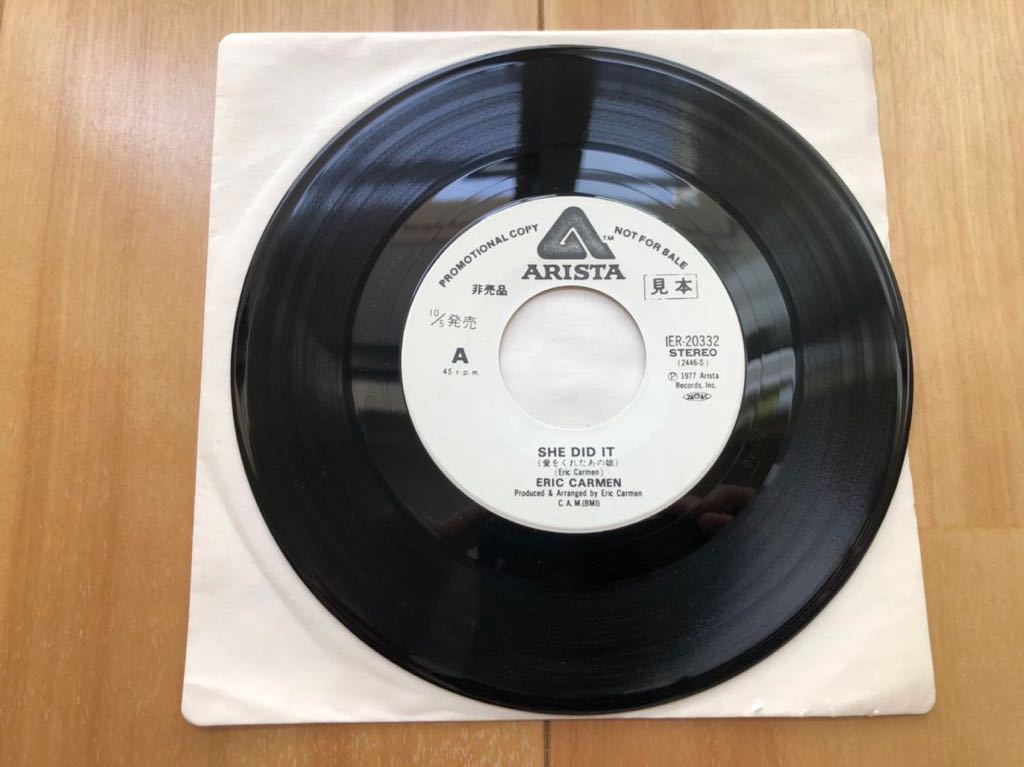 PROMOTIONAL COPY
NOT FOR SALE
TM
ARISTA
非売品
見本
10/5 発売
A
45 r.p.m.
IER-20332
STEREO
(2446-S)
Ⓟ 1977 Arista
Records, Inc.
SHE DID IT
(愛をくれたあの娘)
(Eric Carmen)
ERIC CARMEN
Produced & Arranged by Eric Carmen
C. A. M.(BMI)